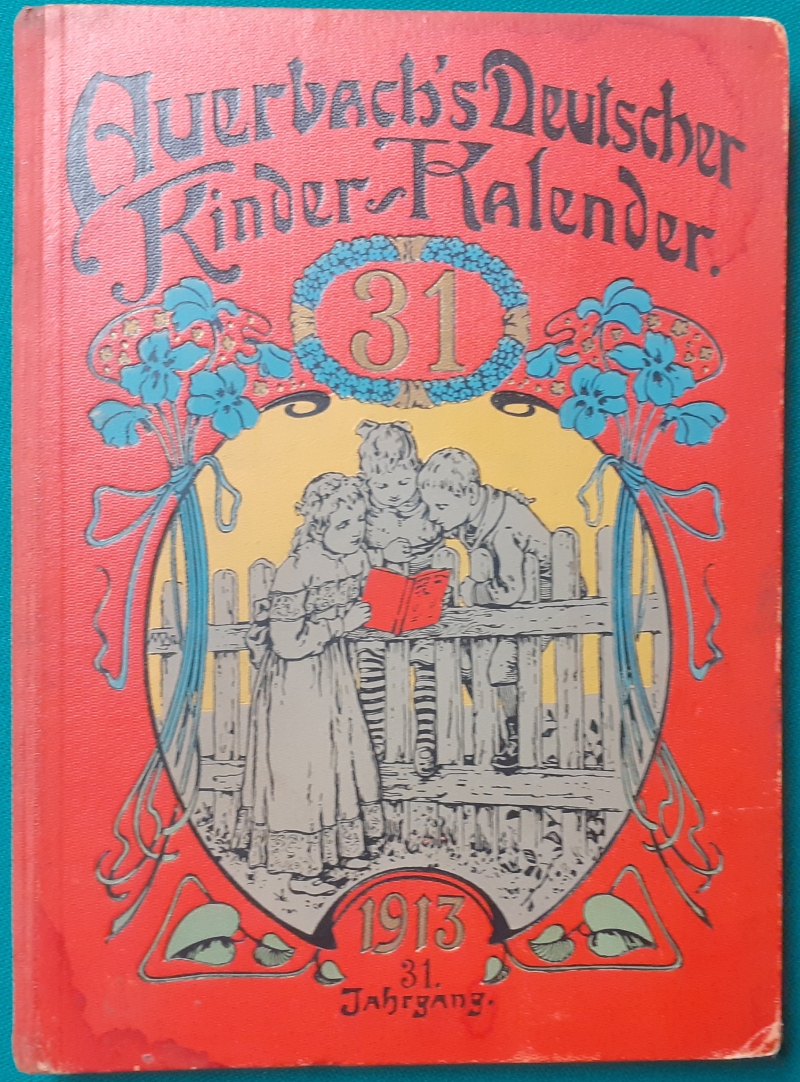 Auerbach's Deutscher
Kinder-Kalender.
31
1913
31.
Jahrgang.